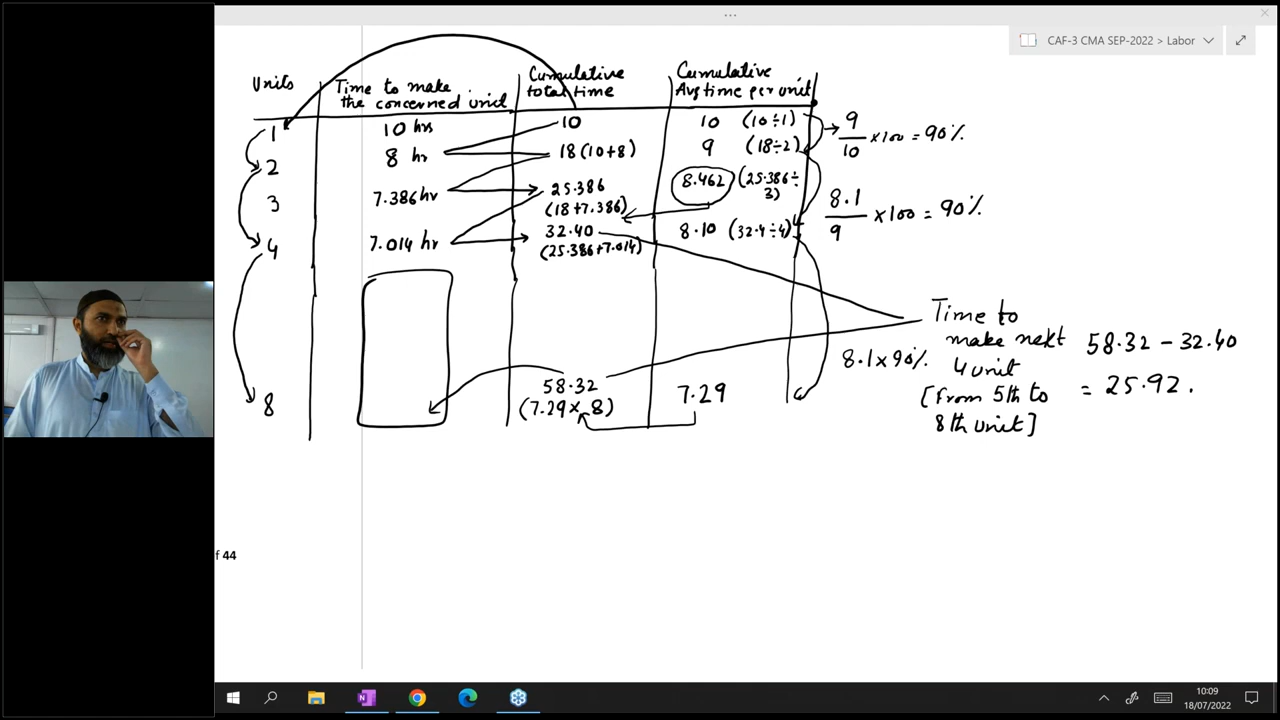 CAF-3 CMA SEP-2022 > Labor
Units
Time to make
the concerned unit
Cumulative
total time
Cumulative
Avg time per unit
1
10 hrs
10
10 (10÷1)
9/10 ×100 = 90%
2
8 hr
18 (10+8)
9 (18÷2)
3
7.386 hr
25.386
(18+7.386)
8.462 (25.386÷
3)
8.1/9 ×100 = 90%
4
7.014 hr
32.40
(25.386+7.014)
8.10 (32.4÷4)
8
58.32
(7.29× 8)
7.29
8.1×90%
Time to
make next
4 unit
[from 5th to
8th unit]
58.32 - 32.40
= 25.92.
f 44
10:09
18/07/2022